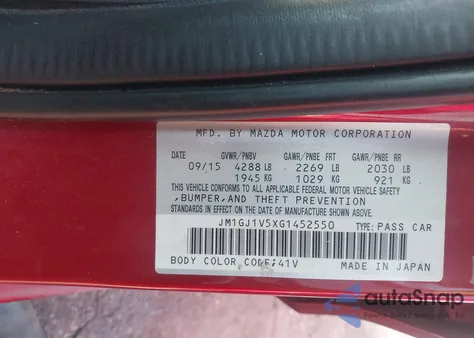 MFD. BY MAZDA MOTOR CORPORATION
DATE GVWR/PNBV GAWR/PNBE FRT GAWR/PNBE RR
09/15 4288 LB 2269 LB 2030 LB
1945 KG 1029 KG 921 KG
THIS VEHICLE CONFORMS TO ALL APPLICABLE FEDERAL MOTOR VEHICLE SAFETY
,BUMPER,AND THEFT PREVENTION
STANDARDS IN EFFECT ON THE DATE OF MANUFACTURE SHOWN ABOVE.
JM1GJ1V5XG1452550 TYPE: PASS CAR
BODY COLOR CODE:41V MADE IN JAPAN
autoSnap